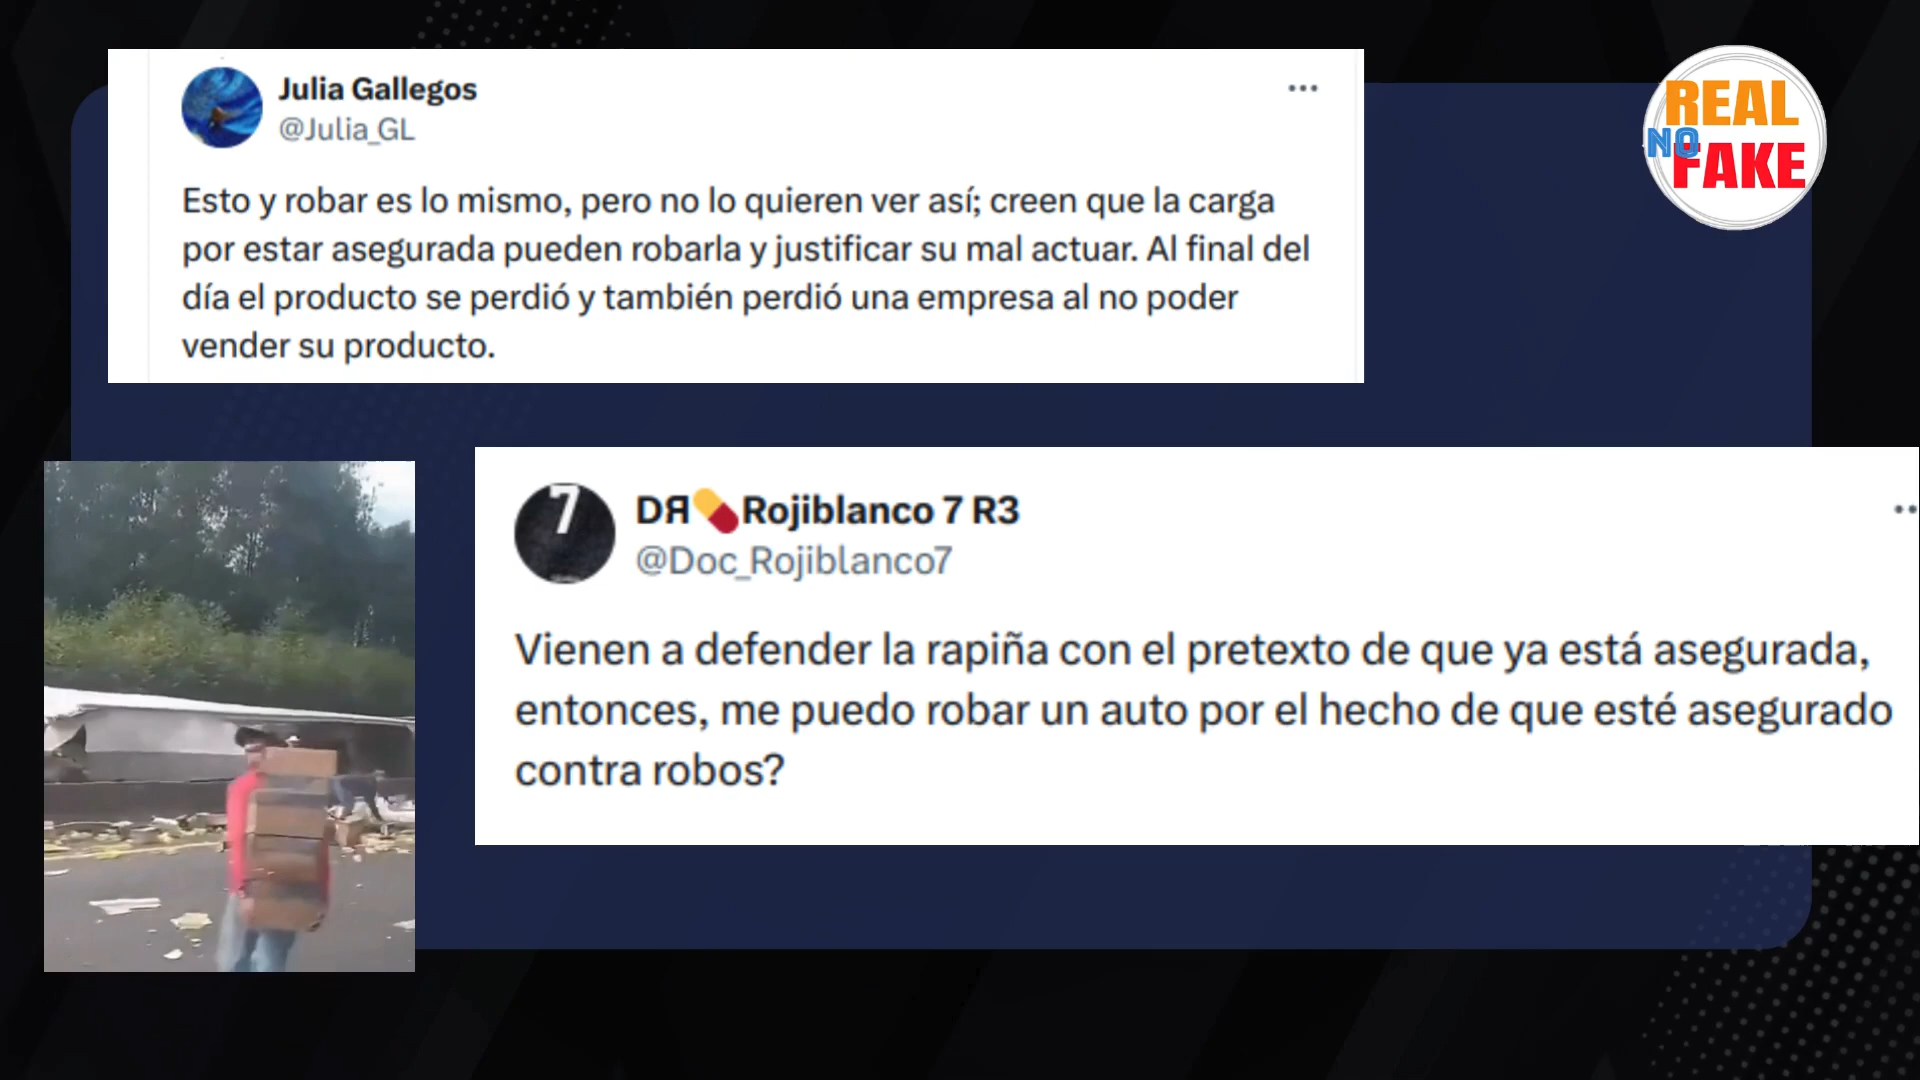 Julia Gallegos
@Julia_GL
Esto y robar es lo mismo, pero no lo quieren ver así; creen que la carga
por estar asegurada pueden robarla y justificar su mal actuar. Al final del
día el producto se perdió y también perdió una empresa al no poder
vender su producto.
REAL
NO
FAKE
7
DЯ💊Rojiblanco 7 R3
@Doc_Rojiblanco7
Vienen a defender la rapiña con el pretexto de que ya está asegurada,
entonces, me puedo robar un auto por el hecho de que esté asegurado
contra robos?